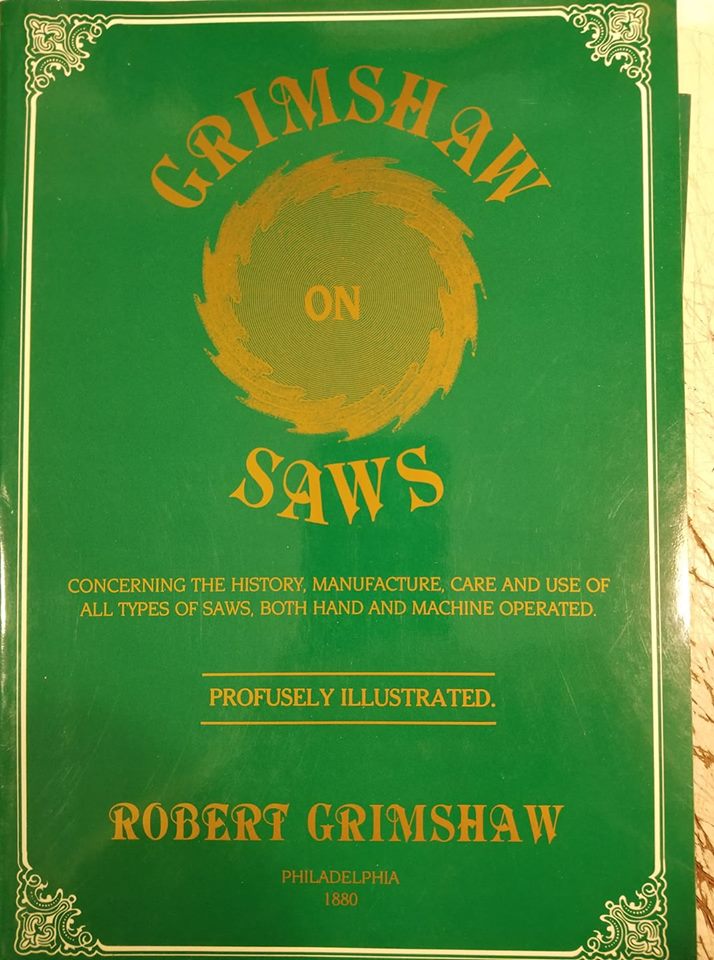 GRIMSHAW
ON
SAWS
CONCERNING THE HISTORY, MANUFACTURE, CARE AND USE OF
ALL TYPES OF SAWS, BOTH HAND AND MACHINE OPERATED.
PROFUSELY ILLUSTRATED.
ROBERT GRIMSHAW
PHILADELPHIA
1880